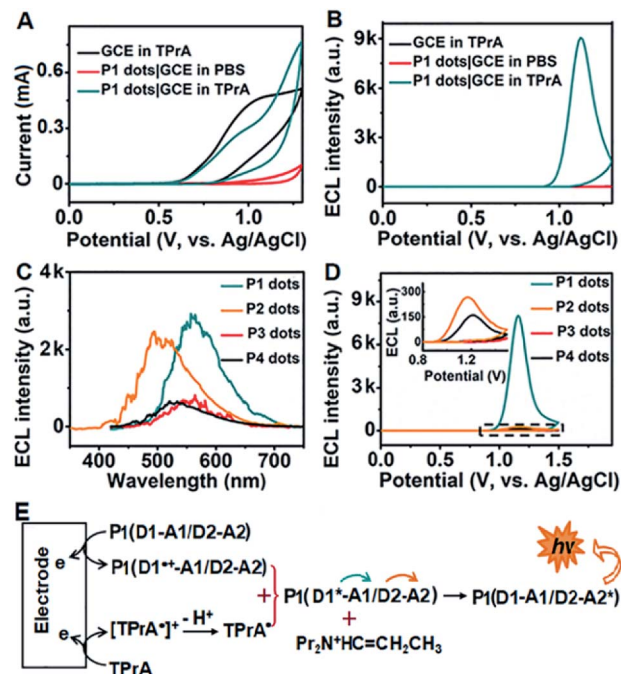 A
GCE in TPrA
P1 dots|GCE in PBS
P1 dots|GCE in TPrA
0.6
0.3
0
Current (mA)
0.0 0.5 1.0
Potential (V, vs. Ag/AgCl)
B
GCE in TPrA
P1 dots|GCE in PBS
P1 dots|GCE in TPrA
9k
6k
3k
0
ECL intensity (a.u.)
0.0 0.5 1.0
Potential (V, vs. Ag/AgCl)
C
P1 dots
P2 dots
P3 dots
P4 dots
4k
2k
0
ECL intensity (a.u.)
400 500 600 700
Wavelength (nm)
D
P1 dots
P2 dots
P3 dots
P4 dots
9k
6k
3k
0
ECL intensity (a.u.)
300
150
0
ECL (a.u.)
0.8 1.2
Potential (V)
0.0 0.5 1.0 1.5
Potential (V, vs. Ag/AgCl)
E
Electrode
e
P1(D1-A1/D2-A2)
P1(D1•+-A1/D2-A2)
e
[TPrA•]+ - H+ TPrA•
TPrA
+
P1(D1*-A1/D2-A2)
+
Pr2N+HC=CH2CH3
P1(D1-A1/D2-A2*)
hv